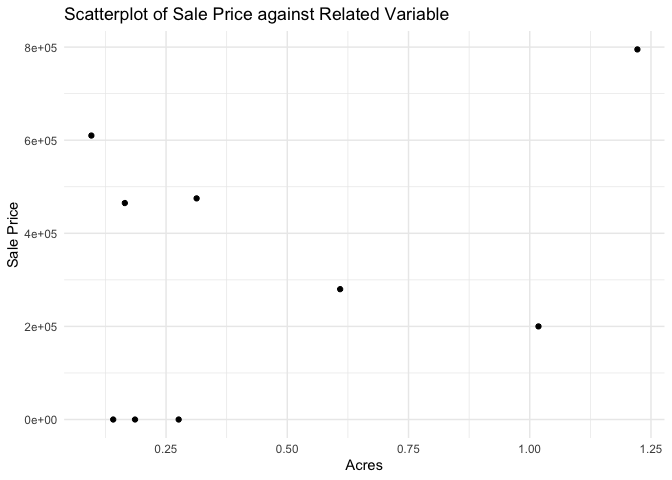 Scatterplot of Sale Price against Related Variable
8e+05
6e+05
4e+05
2e+05
0e+00
Sale Price
0.25 0.50 0.75 1.00 1.25
Acres